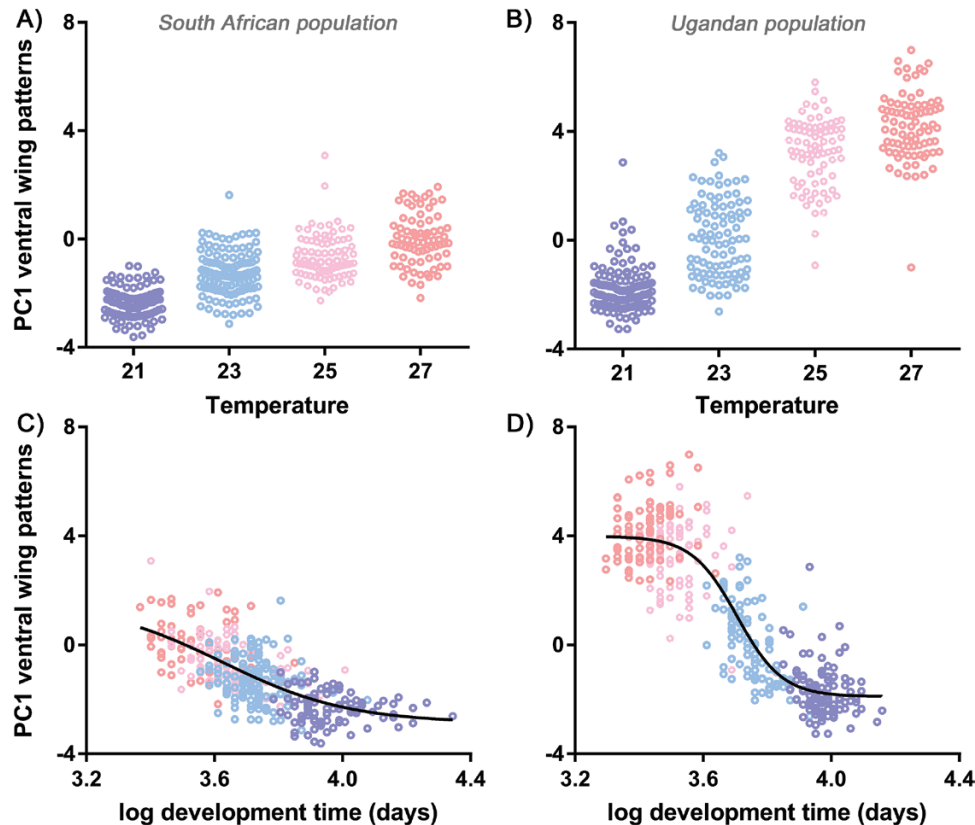 A)
South African population
PC1 ventral wing patterns
8
4
0
-4
21 23 25 27
Temperature
B)
Ugandan population
8
4
0
-4
21 23 25 27
Temperature
C)
PC1 ventral wing patterns
8
4
0
-4
3.2 3.6 4.0 4.4
log development time (days)
D)
8
4
0
-4
3.2 3.6 4.0 4.4
log development time (days)